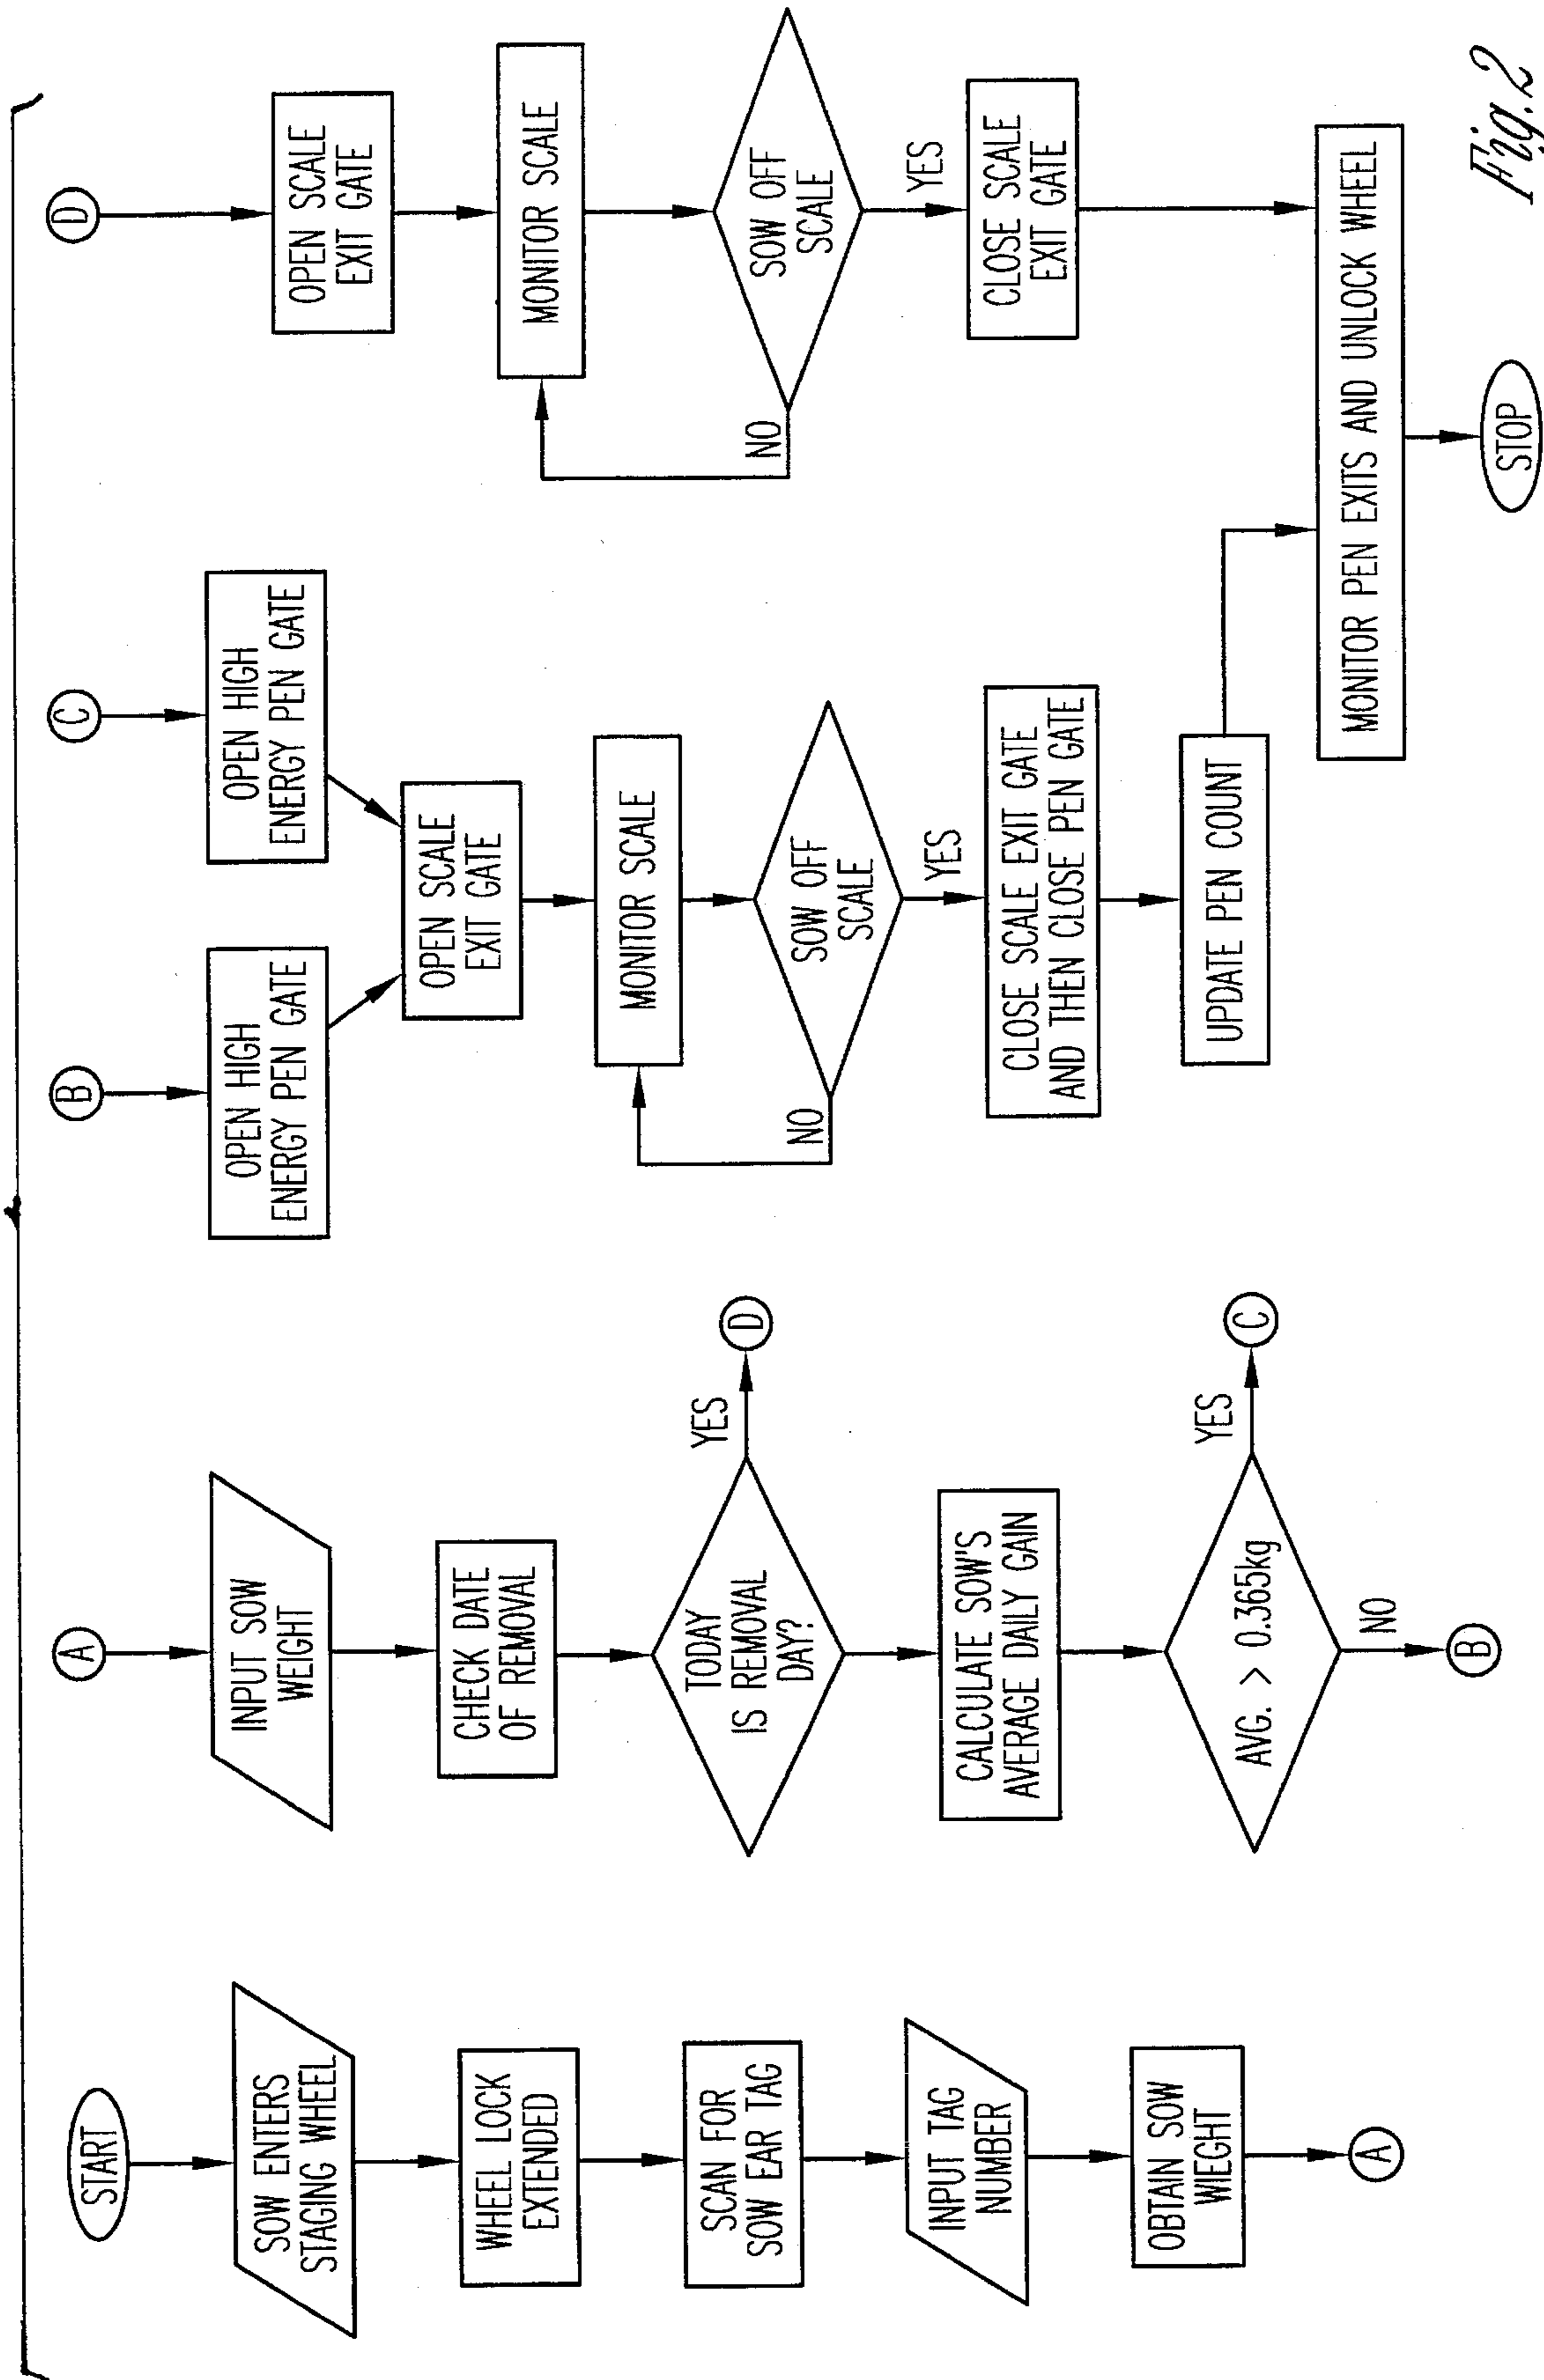 START
SOW ENTERS
STAGING WHEEL
WHEEL LOCK
EXTENDED
SCAN FOR
SOW EAR TAG
INPUT TAG
NUMBER
OBTAIN SOW
WIEGHT
A
A
INPUT SOW
WEIGHT
CHECK DATE
OF REMOVAL
TODAY
IS REMOVAL
DAY?
YES
D
CALCULATE SOW'S
AVERAGE DAILY GAIN
AVG. > 0.365kg
YES
C
NO
B
B
OPEN HIGH
ENERGY PEN GATE
C
OPEN HIGH
ENERGY PEN GATE
OPEN SCALE
EXIT GATE
MONITOR SCALE
SOW OFF
SCALE
NO
YES
CLOSE SCALE EXIT GATE
AND THEN CLOSE PEN GATE
UPDATE PEN COUNT
D
OPEN SCALE
EXIT GATE
MONITOR SCALE
SOW OFF
SCALE
NO
YES
CLOSE SCALE
EXIT GATE
MONITOR PEN EXITS AND UNLOCK WHEEL
STOP
Fig.2